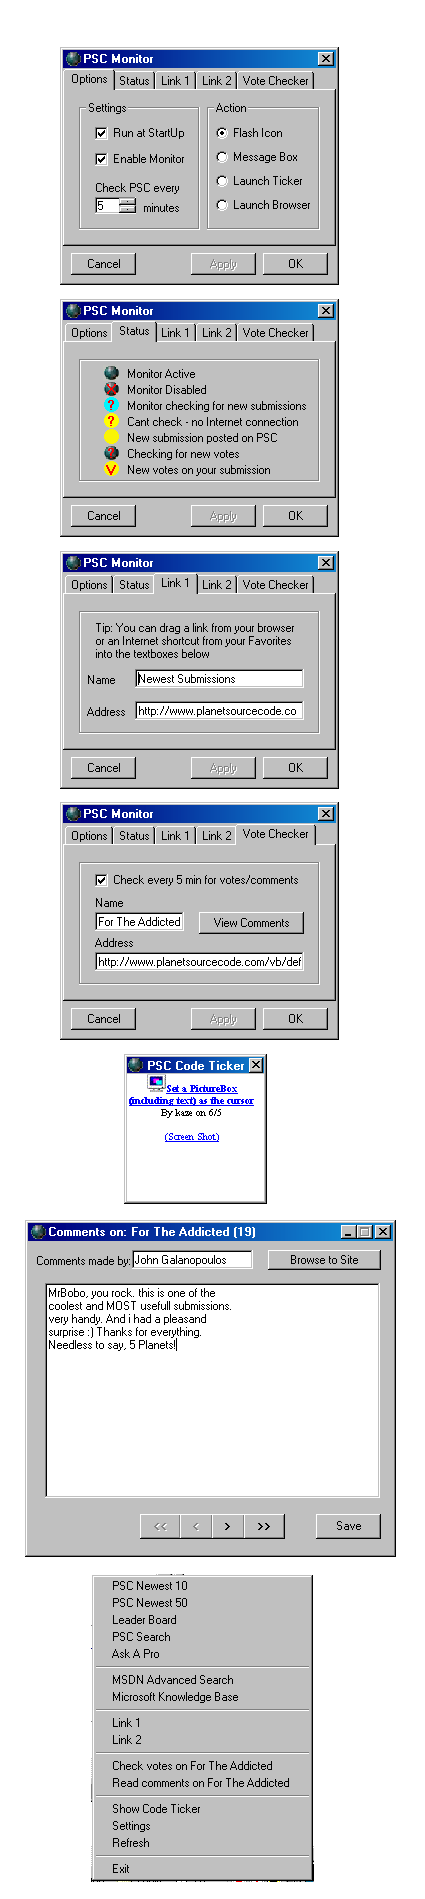 PSC Monitor
Options Status Link 1 Link 2 Vote Checker
Settings Action
Run at StartUp Flash Icon
Enable Monitor Message Box
Check PSC every Launch Ticker
5 minutes Launch Browser
Cancel Apply OK
PSC Monitor
Options Status Link 1 Link 2 Vote Checker
Monitor Active
Monitor Disabled
? Monitor checking for new submissions
? Cant check - no Internet connection
New submission posted on PSC
Checking for new votes
V New votes on your submission
Cancel Apply OK
PSC Monitor
Options Status Link 1 Link 2 Vote Checker
Tip: You can drag a link from your browser
or an Internet shortcut from your Favorites
into the textboxes below
Name Newest Submissions
Address http://www.planetsourcecode.co
Cancel Apply OK
PSC Monitor
Options Status Link 1 Link 2 Vote Checker
Check every 5 min for votes/comments
Name
For The Addicted View Comments
Address
http://www.planetsourcecode.com/vb/def
Cancel Apply OK
PSC Code Ticker
Set a PictureBox
(including text) as the cursor
By kaze on 6/5
(Screen Shot)
Comments on: For The Addicted (19)
Comments made by: John Galanopoulos Browse to Site
MrBobo, you rock. this is one of the
coolest and MOST usefull submissions.
very handy. And i had a pleasand
surprise :) Thanks for everything.
Needless to say, 5 Planets!
<< < > >> Save
PSC Newest 10
PSC Newest 50
Leader Board
PSC Search
Ask A Pro
MSDN Advanced Search
Microsoft Knowledge Base
Link 1
Link 2
Check votes on For The Addicted
Read comments on For The Addicted
Show Code Ticker
Settings
Refresh
Exit